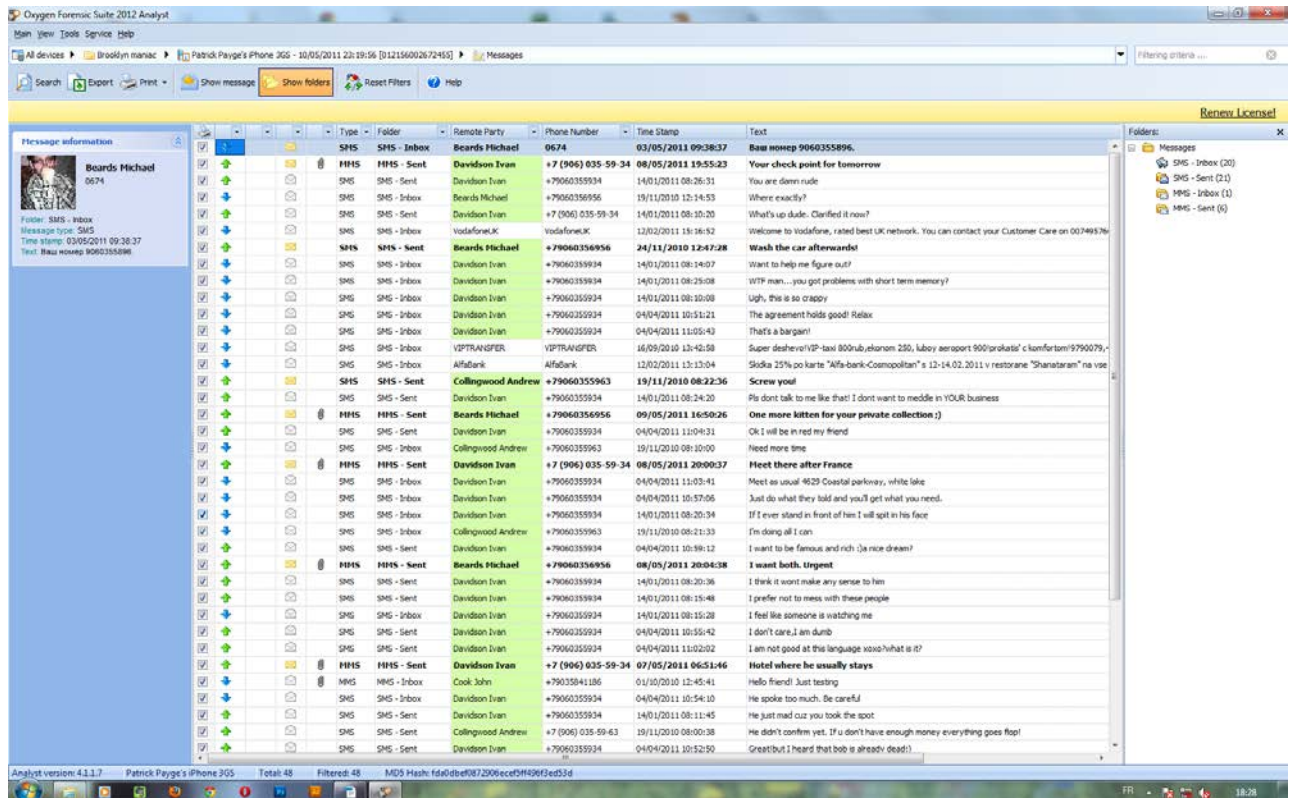 Oxygen Forensic Suite 2012 Analyst
Main View Tools Service Help
All devices Brooklyn maniac Patrick Payge's iPhone 3GS - 10/05/2011 23:19:56 [012156002672455] Messages Filtering criteria ...
Search Export Print Show message Show folders Reset Filters Help
Renew License!
Message information
Beards Michael
0674
Folder: SMS - Inbox
Message type: SMS
Time stamp: 03/05/2011 09:38:37
Text: Ваш номер 9060355896.
Type Folder Remote Party Phone Number Time Stamp Text
SMS SMS - Inbox Beards Michael 0674 03/05/2011 09:38:37 Ваш номер 9060355896.
MMS MMS - Sent Davidson Ivan +7 (906) 035-59-34 08/05/2011 19:55:23 Your check point for tomorrow
SMS SMS - Sent Davidson Ivan +79060355934 14/01/2011 08:26:31 You are damn rude
SMS SMS - Inbox Beards Michael +79060356956 19/11/2010 12:14:53 Where exactly?
SMS SMS - Sent Davidson Ivan +7 (906) 035-59-34 14/01/2011 08:10:20 What's up dude. Clarified it now?
SMS SMS - Inbox VodafoneUK VodafoneUK 12/02/2011 15:16:52 Welcome to Vodafone, rated best UK network. You can contact your Customer Care on 00749576
SMS SMS - Sent Beards Michael +79060356956 24/11/2010 12:47:28 Wash the car afterwards!
SMS SMS - Inbox Davidson Ivan +79060355934 14/01/2011 08:14:07 Want to help me figure out?
SMS SMS - Inbox Davidson Ivan +79060355934 14/01/2011 08:25:08 WTF man...you got problems with short term memory?
SMS SMS - Inbox Davidson Ivan +79060355934 14/01/2011 08:10:08 Ugh, this is so crappy
SMS SMS - Inbox Davidson Ivan +79060355934 04/04/2011 10:51:21 The agreement holds good! Relax
SMS SMS - Inbox Davidson Ivan +79060355934 04/04/2011 11:05:43 That's a bargain!
SMS SMS - Inbox VIPTRANSFER VIPTRANSFER 16/09/2010 13:42:58 Super deshevo!VIP-taxi 800rub,ekonom 250, luboy aeroport 900!prokatis' c komfortom!9790079,
SMS SMS - Inbox AlfaBank AlfaBank 12/02/2011 13:13:04 Skidka 25% po karte "Alfa-bank-Cosmopolitan" s 12-14.02.2011 v restorane "Shanataram" na vse
SMS SMS - Sent Collingwood Andrew +79060355963 19/11/2010 08:22:36 Screw you!
SMS SMS - Sent Davidson Ivan +79060355934 14/01/2011 08:24:20 Pls dont talk to me like that! I dont want to meddle in YOUR business
MMS MMS - Sent Beards Michael +79060356956 09/05/2011 16:50:26 One more kitten for your private collection ;)
SMS SMS - Sent Davidson Ivan +79060355934 04/04/2011 11:04:31 Ok I will be in red my friend
SMS SMS - Inbox Collingwood Andrew +79060355963 19/11/2010 08:10:00 Need more time
MMS MMS - Sent Davidson Ivan +7 (906) 035-59-34 08/05/2011 20:00:37 Meet there after France
SMS SMS - Inbox Davidson Ivan +79060355934 04/04/2011 11:03:41 Meet as usual 4629 Coastal parkway, white lake
SMS SMS - Inbox Davidson Ivan +79060355934 04/04/2011 10:57:06 Just do what they told and you'll get what you need.
SMS SMS - Inbox Davidson Ivan +79060355934 14/01/2011 08:20:34 If I ever stand in front of him I will spit in his face
SMS SMS - Inbox Collingwood Andrew +79060355963 19/11/2010 08:21:33 I'm doing all I can
SMS SMS - Sent Davidson Ivan +79060355934 04/04/2011 10:59:12 I want to be famous and rich :)a nice dream?
MMS MMS - Sent Beards Michael +79060356956 08/05/2011 20:04:38 I want both. Urgent
SMS SMS - Sent Davidson Ivan +79060355934 14/01/2011 08:20:36 I think it wont make any sense to him
SMS SMS - Sent Davidson Ivan +79060355934 14/01/2011 08:15:48 I prefer not to mess with these people
SMS SMS - Inbox Davidson Ivan +79060355934 14/01/2011 08:15:28 I feel like someone is watching me
SMS SMS - Sent Davidson Ivan +79060355934 04/04/2011 10:55:42 I don't care,I am dumb
SMS SMS - Sent Davidson Ivan +79060355934 04/04/2011 11:02:02 I am not good at this language xoxo?what is it?
MMS MMS - Sent Davidson Ivan +7 (906) 035-59-34 07/05/2011 06:51:46 Hotel where he usually stays
MMS MMS - Inbox Cook John +79035841186 01/10/2010 12:45:41 Hello friend! Just testing
SMS SMS - Inbox Davidson Ivan +79060355934 04/04/2011 10:54:10 He spoke too much. Be careful
SMS SMS - Sent Davidson Ivan +79060355934 14/01/2011 08:11:45 He just mad cuz you took the spot
SMS SMS - Sent Collingwood Andrew +7 (906) 035-59-63 19/11/2010 08:00:38 He didn't confirm yet. If u don't have enough money everything goes flop!
SMS SMS - Sent Davidson Ivan +79060355934 04/04/2011 10:52:50 Great!but I heard that bob is already dead:)
Folders:
Messages
SMS - Inbox (20)
SMS - Sent (21)
MMS - Inbox (1)
MMS - Sent (6)
Analyst version: 4.1.1.7 Patrick Payge's iPhone 3GS Total: 48 Filtered: 48 MD5 Hash: fda0dbef0872906ecef5ff496f3ed53d
FR 18:28